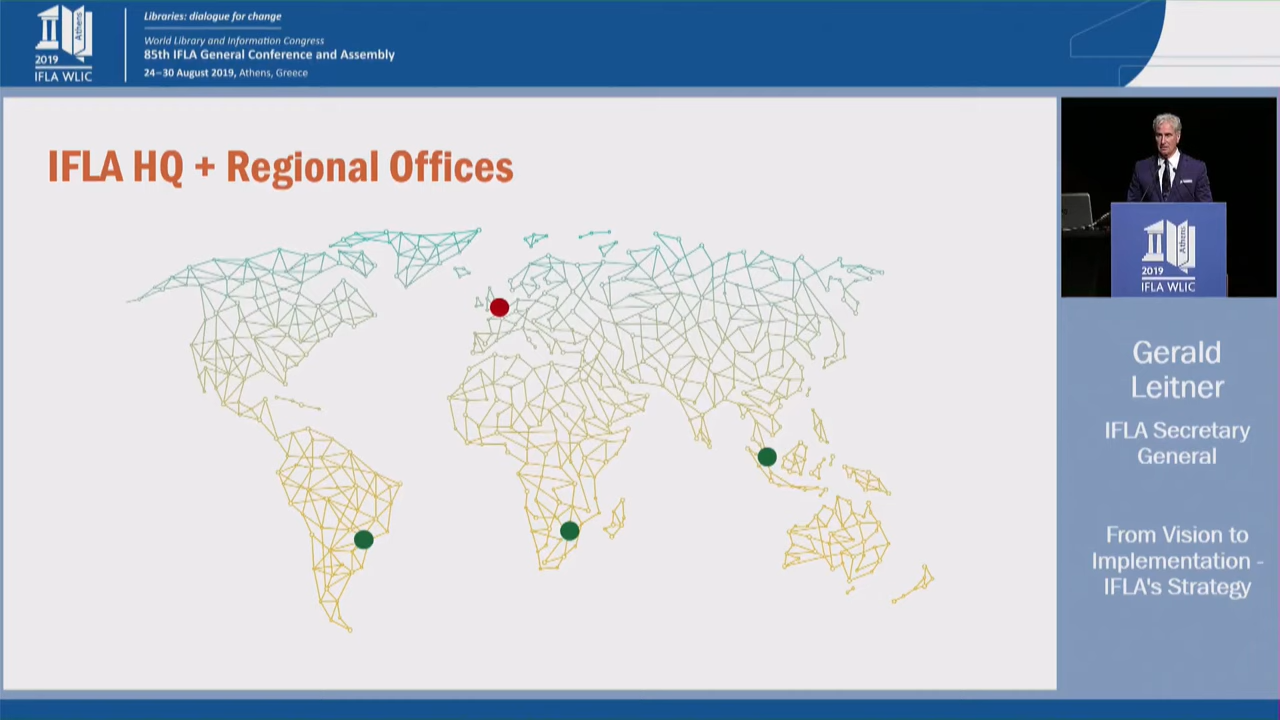 Athens
2019
IFLA WLIC
Libraries: dialogue for change
World Library and Information Congress
85th IFLA General Conference and Assembly
24–30 August 2019, Athens, Greece
IFLA HQ + Regional Offices
Athens
2019
IFLA WLIC
Gerald
Leitner
IFLA Secretary
General
From Vision to
Implementation -
IFLA's Strategy